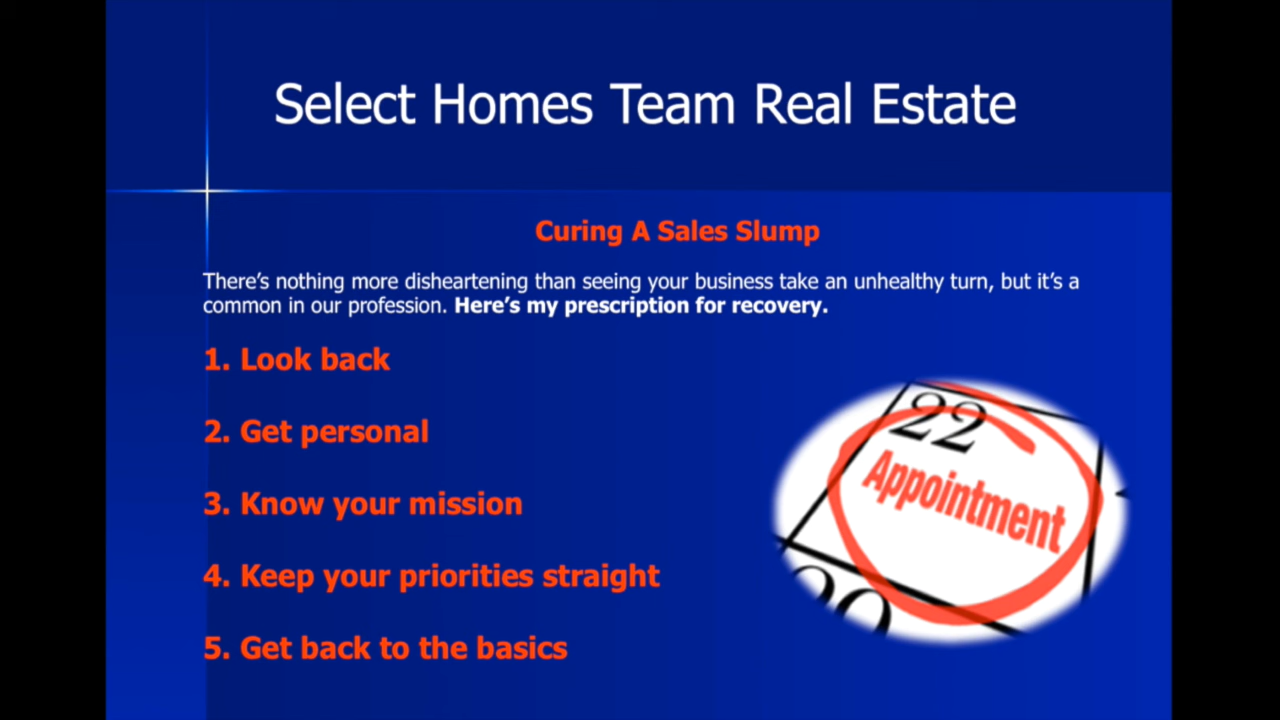 Select Homes Team Real Estate
Curing A Sales Slump
There’s nothing more disheartening than seeing your business take an unhealthy turn, but it’s a
common in our profession. Here’s my prescription for recovery.
1. Look back
2. Get personal
3. Know your mission
4. Keep your priorities straight
5. Get back to the basics
22
Appointment